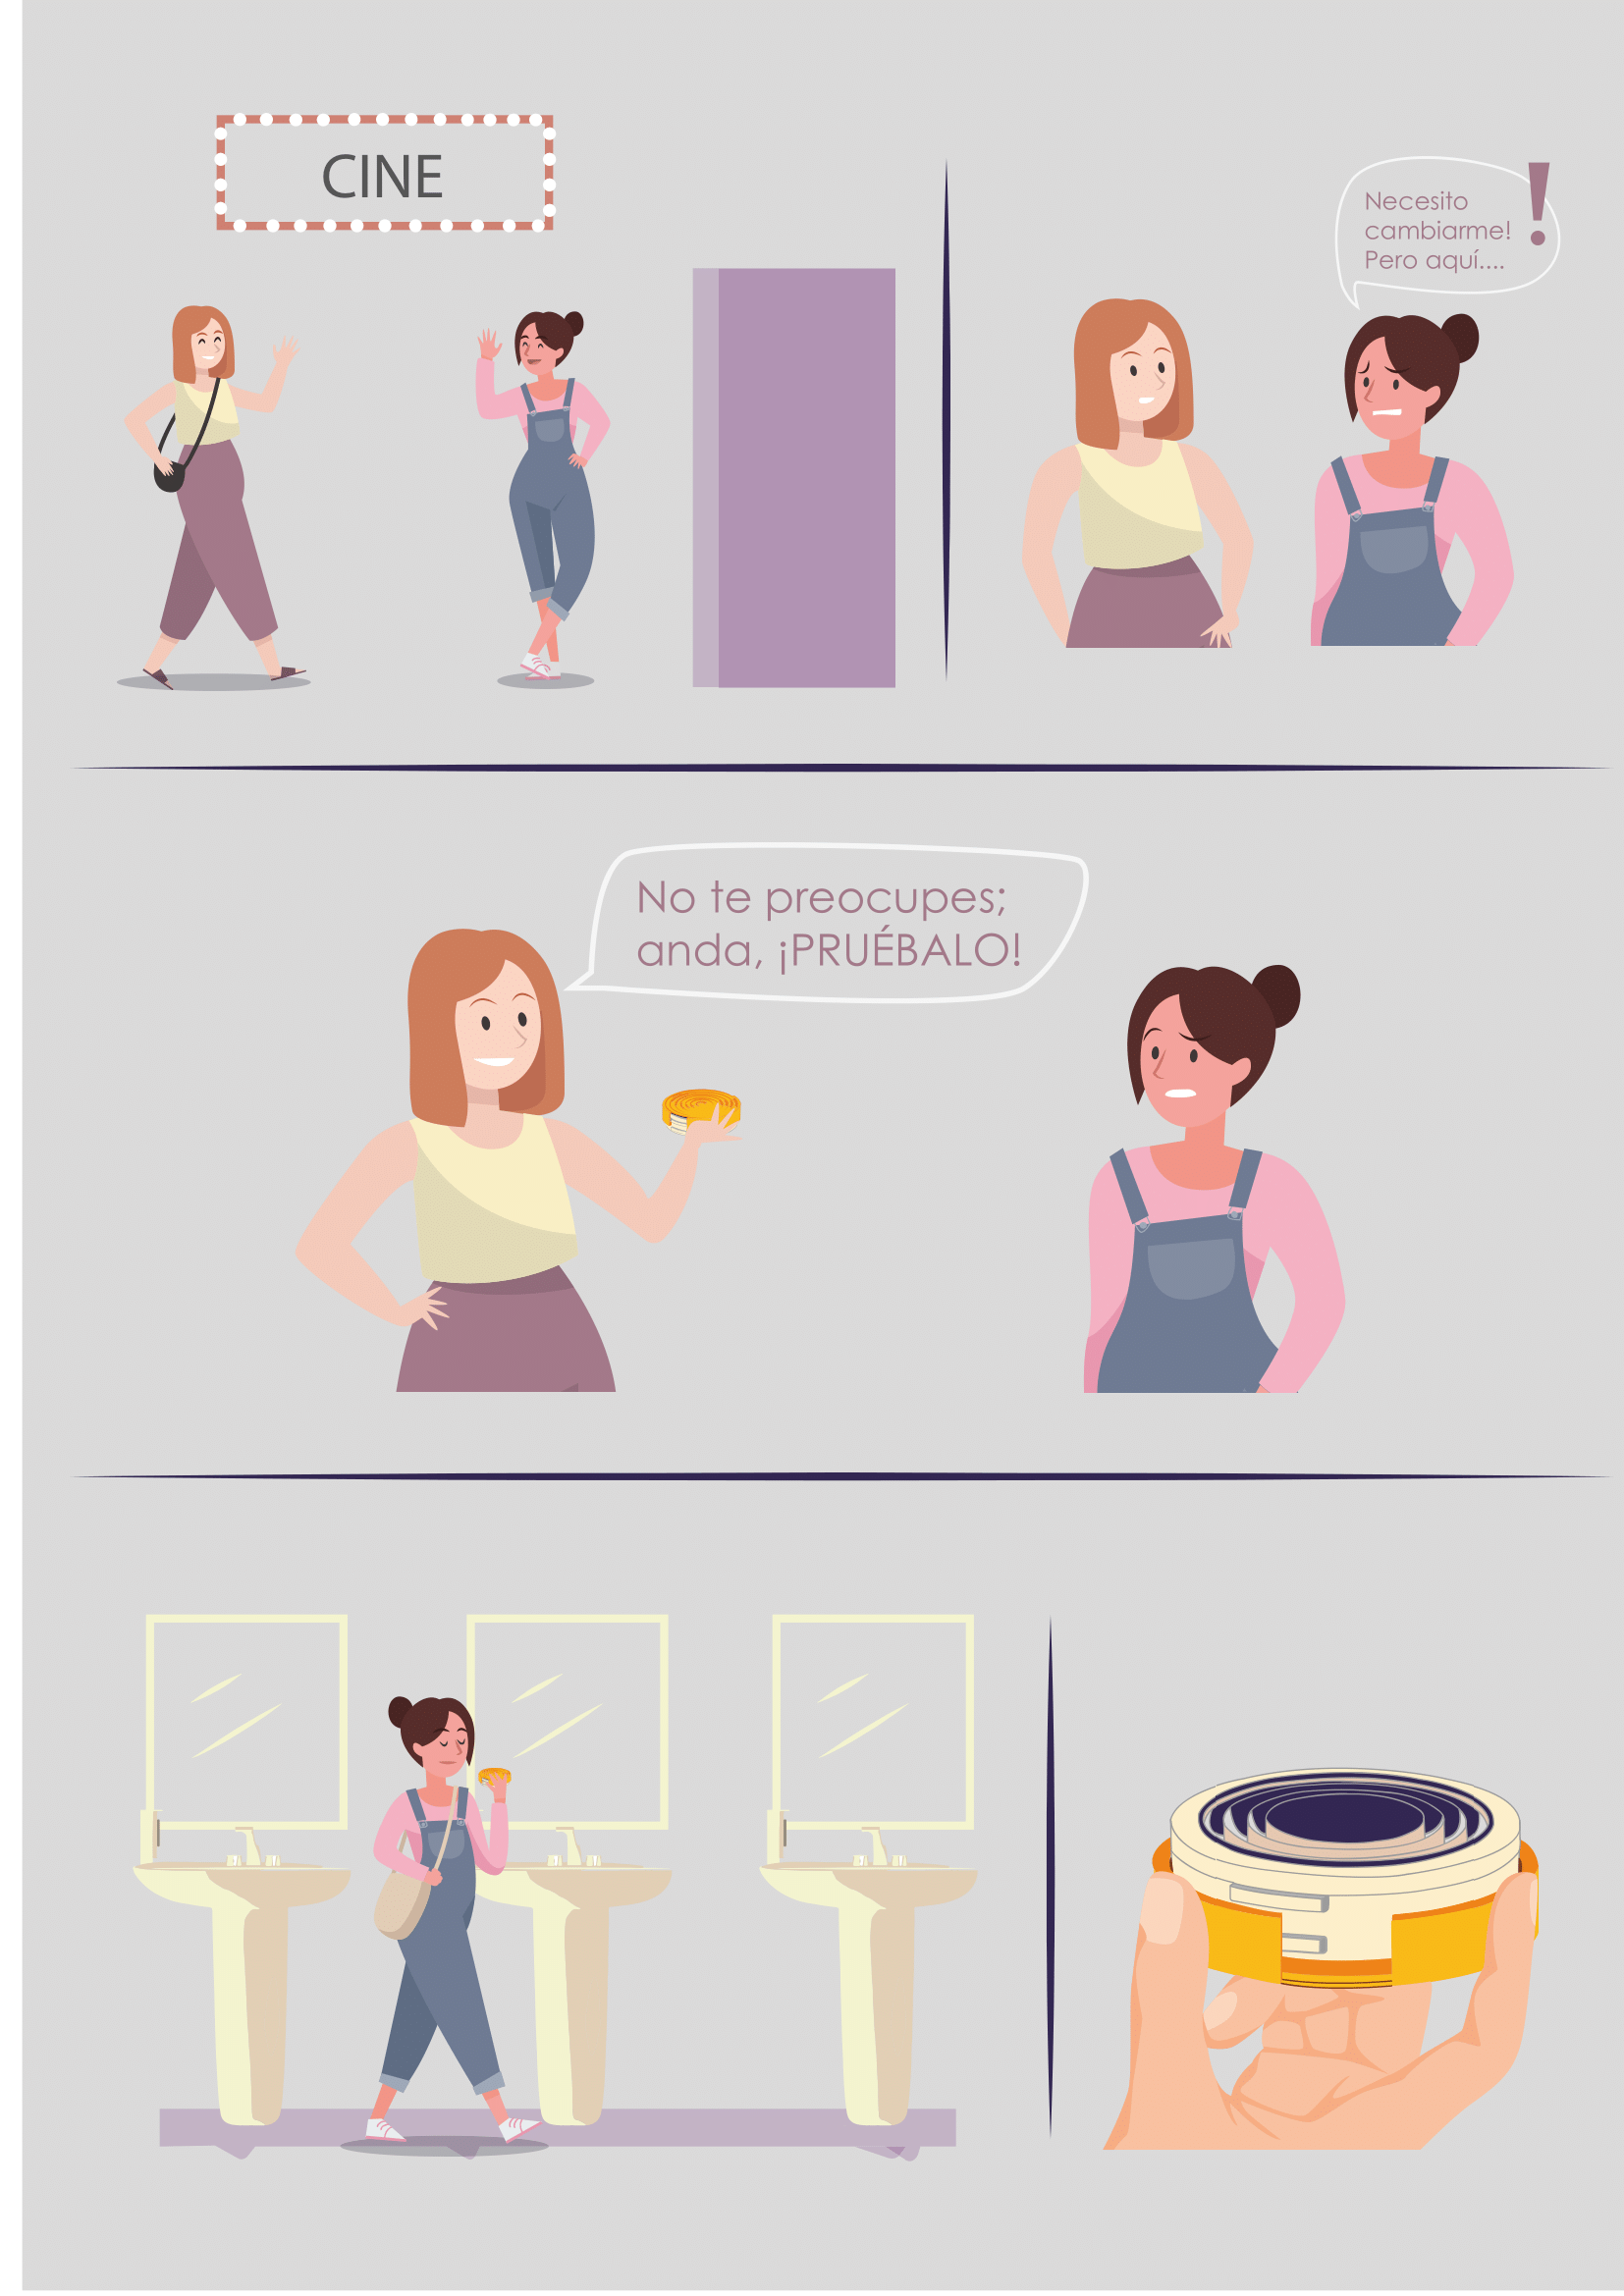 CINE
Necesito
cambiarme!
Pero aquí....
!
No te preocupes;
anda, ¡PRUÉBALO!